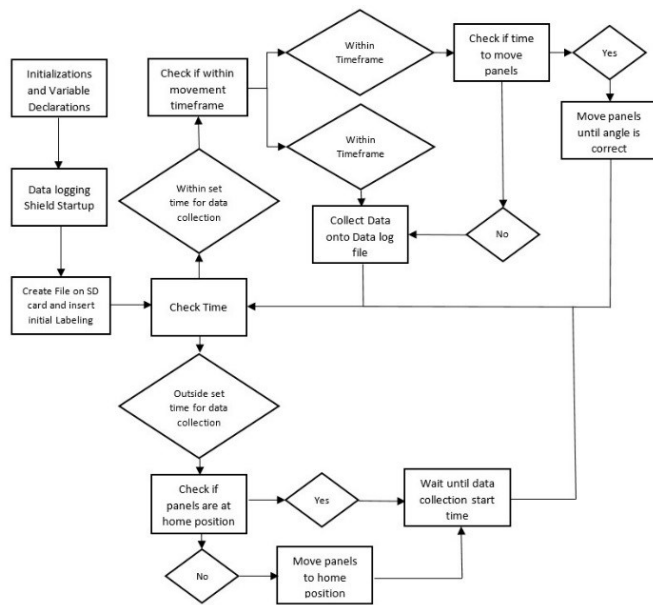 Initializations
and Variable
Declarations
Data logging
Shield Startup
Create File on SD
card and insert
initial Labeling
Check if within
movement
timeframe
Within set
time for data
collection
Check Time
Outside set
time for data
collection
Check if
panels are at
home position
No
Yes
Move panels
to home
position
Wait until data
collection start
time
Within
Timeframe
Within
Timeframe
Collect Data
onto Data log
file
Check if time
to move
panels
No
Yes
Move panels
until angle is
correct